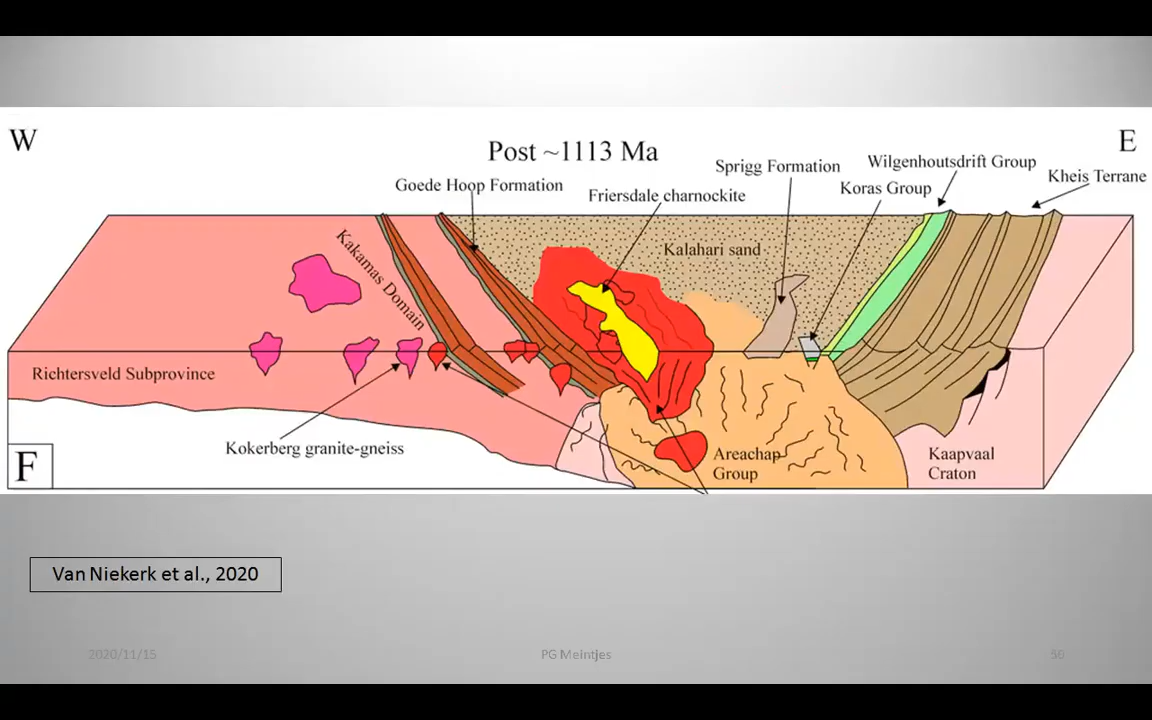 W
E
Post ~1113 Ma
Sprigg Formation
Wilgenhoutsdrift Group
Kheis Terrane
Goede Hoop Formation
Friersdale charnockite
Koras Group
Kakamas Domain
Kalahari sand
Richtersveld Subprovince
Kokerberg granite-gneiss
Areachap
Group
Kaapvaal
Craton
F
Van Niekerk et al., 2020
2020/11/15
PG Meintjes
56